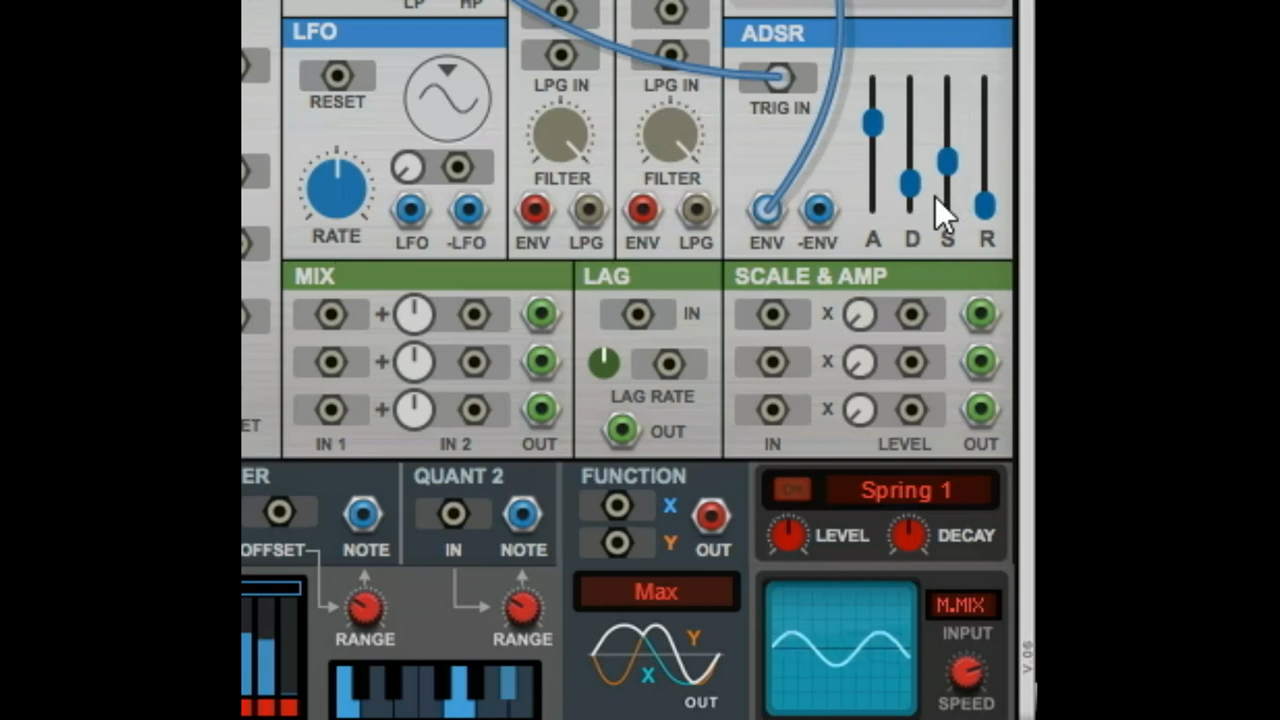 LP HP
LFO
ADSR
RESET
LPG IN
LPG IN
TRIG IN
RATE
FILTER
FILTER
LFO -LFO
ENV LPG
ENV LPG
ENV -ENV
A D S R
MIX
LAG
SCALE & AMP
+
IN
X
+
X
LAG RATE
+
X
OUT
IN 1 IN 2 OUT
IN LEVEL OUT
ET
ER
QUANT 2
FUNCTION
X
Y
OUT
Spring 1
LEVEL DECAY
OFFSET NOTE
IN NOTE
Max
RANGE
RANGE
Y
X
OUT
M.MIX
INPUT
SPEED